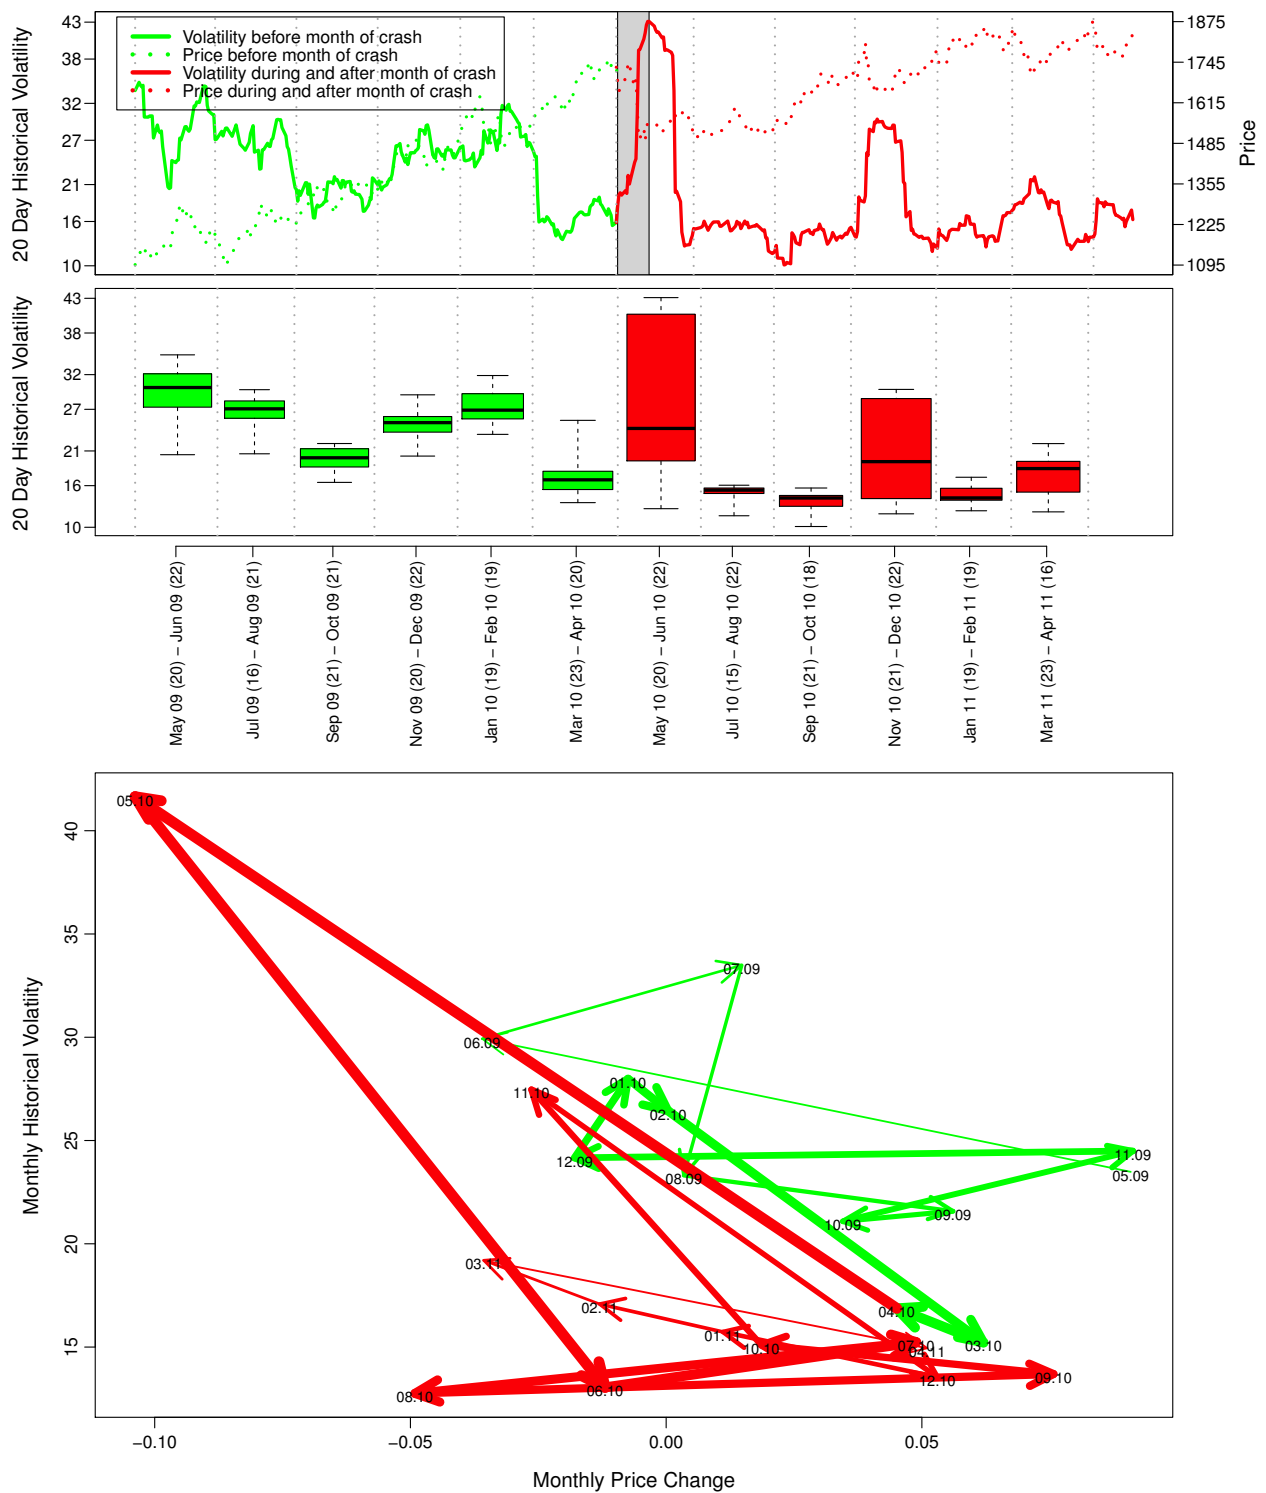 20 Day Historical Volatility
43
38
32
27
21
16
10
Volatility before month of crash
Price before month of crash
Volatility during and after month of crash
Price during and after month of crash
1875
1745
1615
1485
1355
1225
1095
Price
20 Day Historical Volatility
43
38
32
27
21
16
10
May 09 (20) − Jun 09 (22)
Jul 09 (16) − Aug 09 (21)
Sep 09 (21) − Oct 09 (21)
Nov 09 (22) − Dec 09 (22)
Jan 10 (19) − Feb 10 (19)
Mar 10 (23) − Apr 10 (20)
May 10 (20) − Jun 10 (22)
Jul 10 (15) − Aug 10 (22)
Sep 10 (21) − Oct 10 (18)
Nov 10 (21) − Dec 10 (22)
Jan 11 (19) − Feb 11 (19)
Mar 11 (23) − Apr 11 (16)
Monthly Historical Volatiity
40
35
30
25
20
15
05.10
07.09
06.09
01.10
11.10
02.10
11.09
12.09
05.09
08.09
09.09
10.09
03.11
02.11
04.10
01.11
07.10
03.10
10.10
04.11
09.10
12.10
06.10
08.10
−0.10
−0.05
0.00
0.05
Monthly Price Change